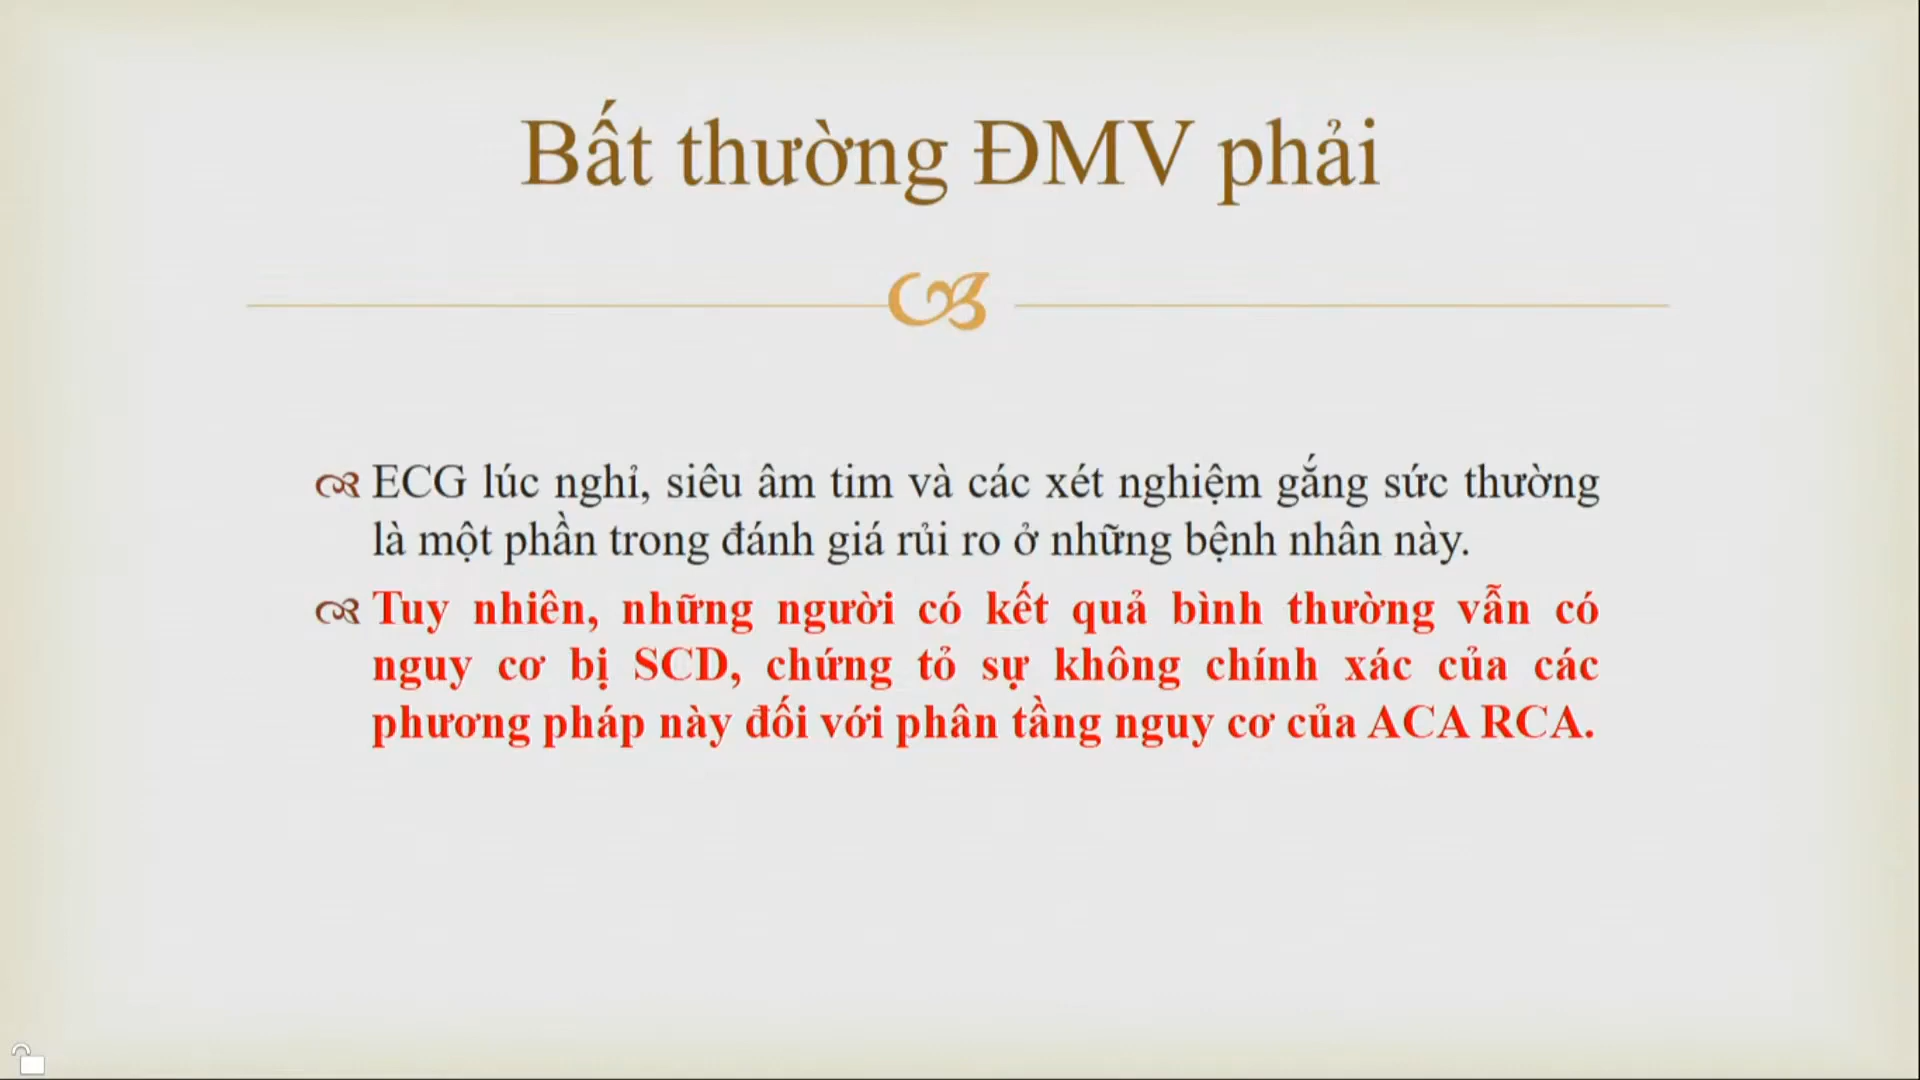 Bất thường ĐMV phải
ECG lúc nghỉ, siêu âm tim và các xét nghiệm gắng sức thường
là một phần trong đánh giá rủi ro ở những bệnh nhân này.
Tuy nhiên, những người có kết quả bình thường vẫn có
nguy cơ bị SCD, chứng tỏ sự không chính xác của các
phương pháp này đối với phân tầng nguy cơ của ACA RCA.